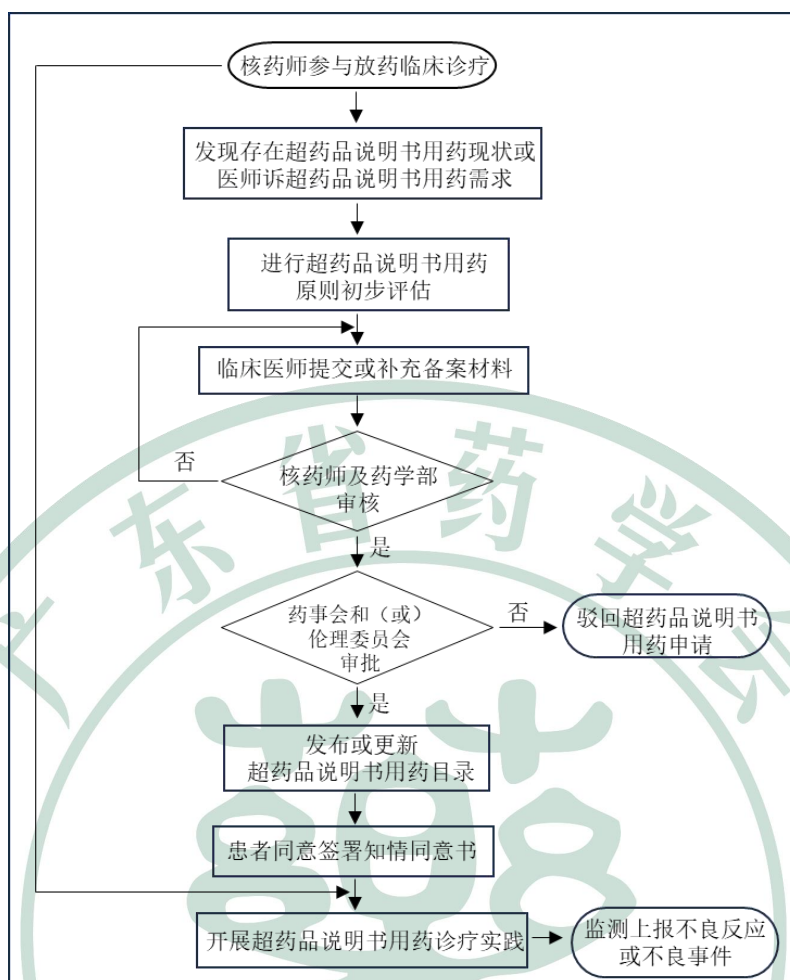 核药师参与放药临床诊疗
发现存在超药品说明书用药现状或
医师诉超药品说明书用药需求
进行超药品说明书用药
原则初步评估
临床医师提交或补充备案材料
否
核药师及药学部
审核
是
药事会和（或）
伦理委员会
审批
否
驳回超药品说明书
用药申请
是
发布或更新
超药品说明书用药目录
患者同意签署知情同意书
开展超药品说明书用药诊疗实践
监测上报不良反应
或不良事件
广东省药学会